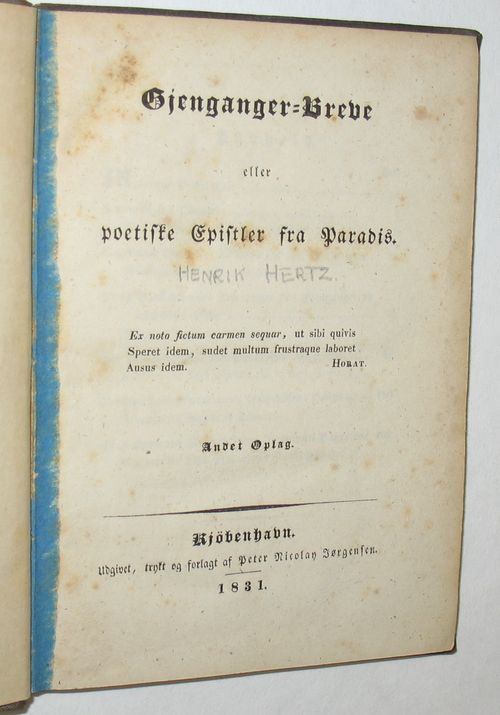 Gjenganger-Breve
eller
poetiske Epistler fra Paradis.
HENRIK HERTZ.
Ex noto fictum carmen sequar, ut sibi quivis
Speret idem, sudet multum frustraque laboret
Ausus idem. HORAT.
Andet Oplag.
Kjöbenhavn.
Udgivet, trykt og forlagt af Peter Nicolay Jørgensen.
1831.